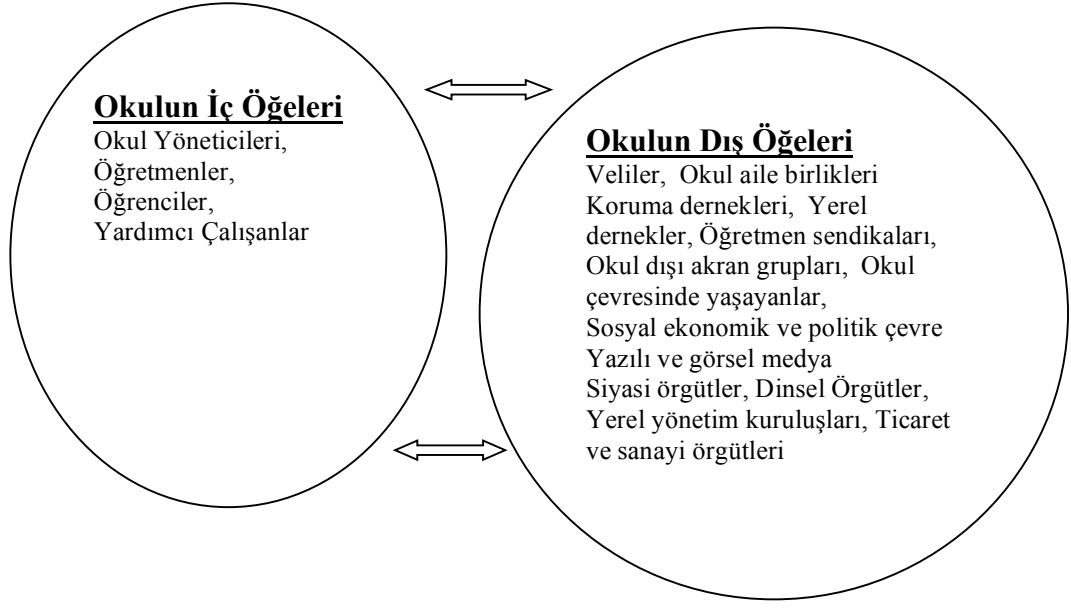 Okulun İç Öğeleri
Okul Yöneticileri,
Öğretmenler,
Öğrenciler,
Yardımcı Çalışanlar
Okulun Dış Öğeleri
Veliler, Okul aile birlikleri
Koruma dernekleri, Yerel
dernekler, Öğretmen sendikaları,
Okul dışı akran grupları, Okul
çevresinde yaşayanlar,
Sosyal ekonomik ve politik çevre
Yazılı ve görsel medya
Siyasi örgütler, Dinsel Örgütler,
Yerel yönetim kuruluşları, Ticaret
ve sanayi örgütleri